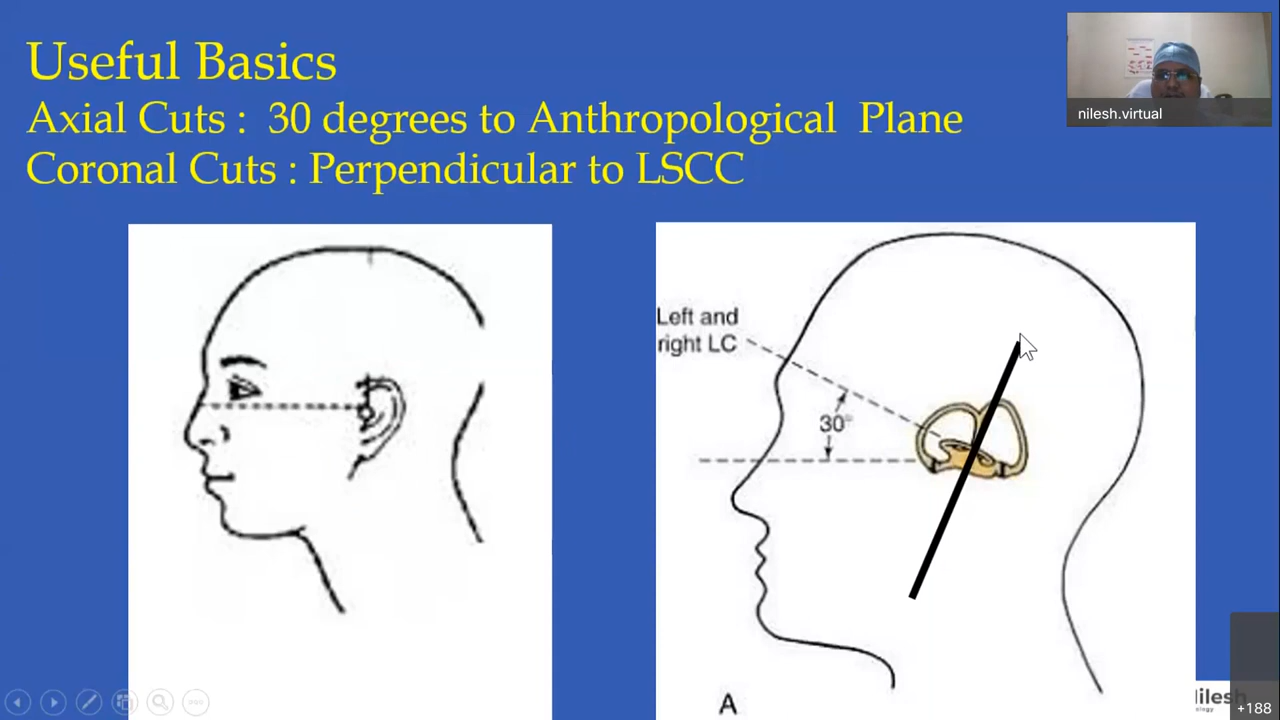 Useful Basics
Axial Cuts : 30 degrees to Anthropological Plane
Coronal Cuts : Perpendicular to LSCC
nilesh.virtual
Left and
right LC
30°
A
+188